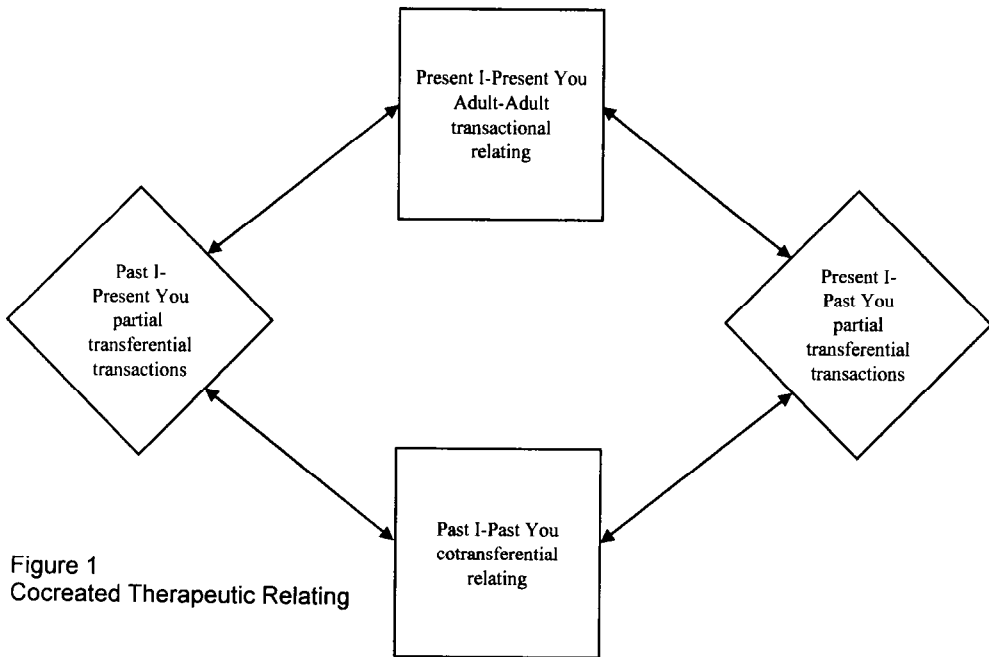 Present I-Present You
Adult-Adult
transactional
relating
Past I-
Present You
partial
transferential
transactions
Present I-
Past You
partial
transferential
transactions
Past I-Past You
cotransferential
relating
Figure 1
Cocreated Therapeutic Relating